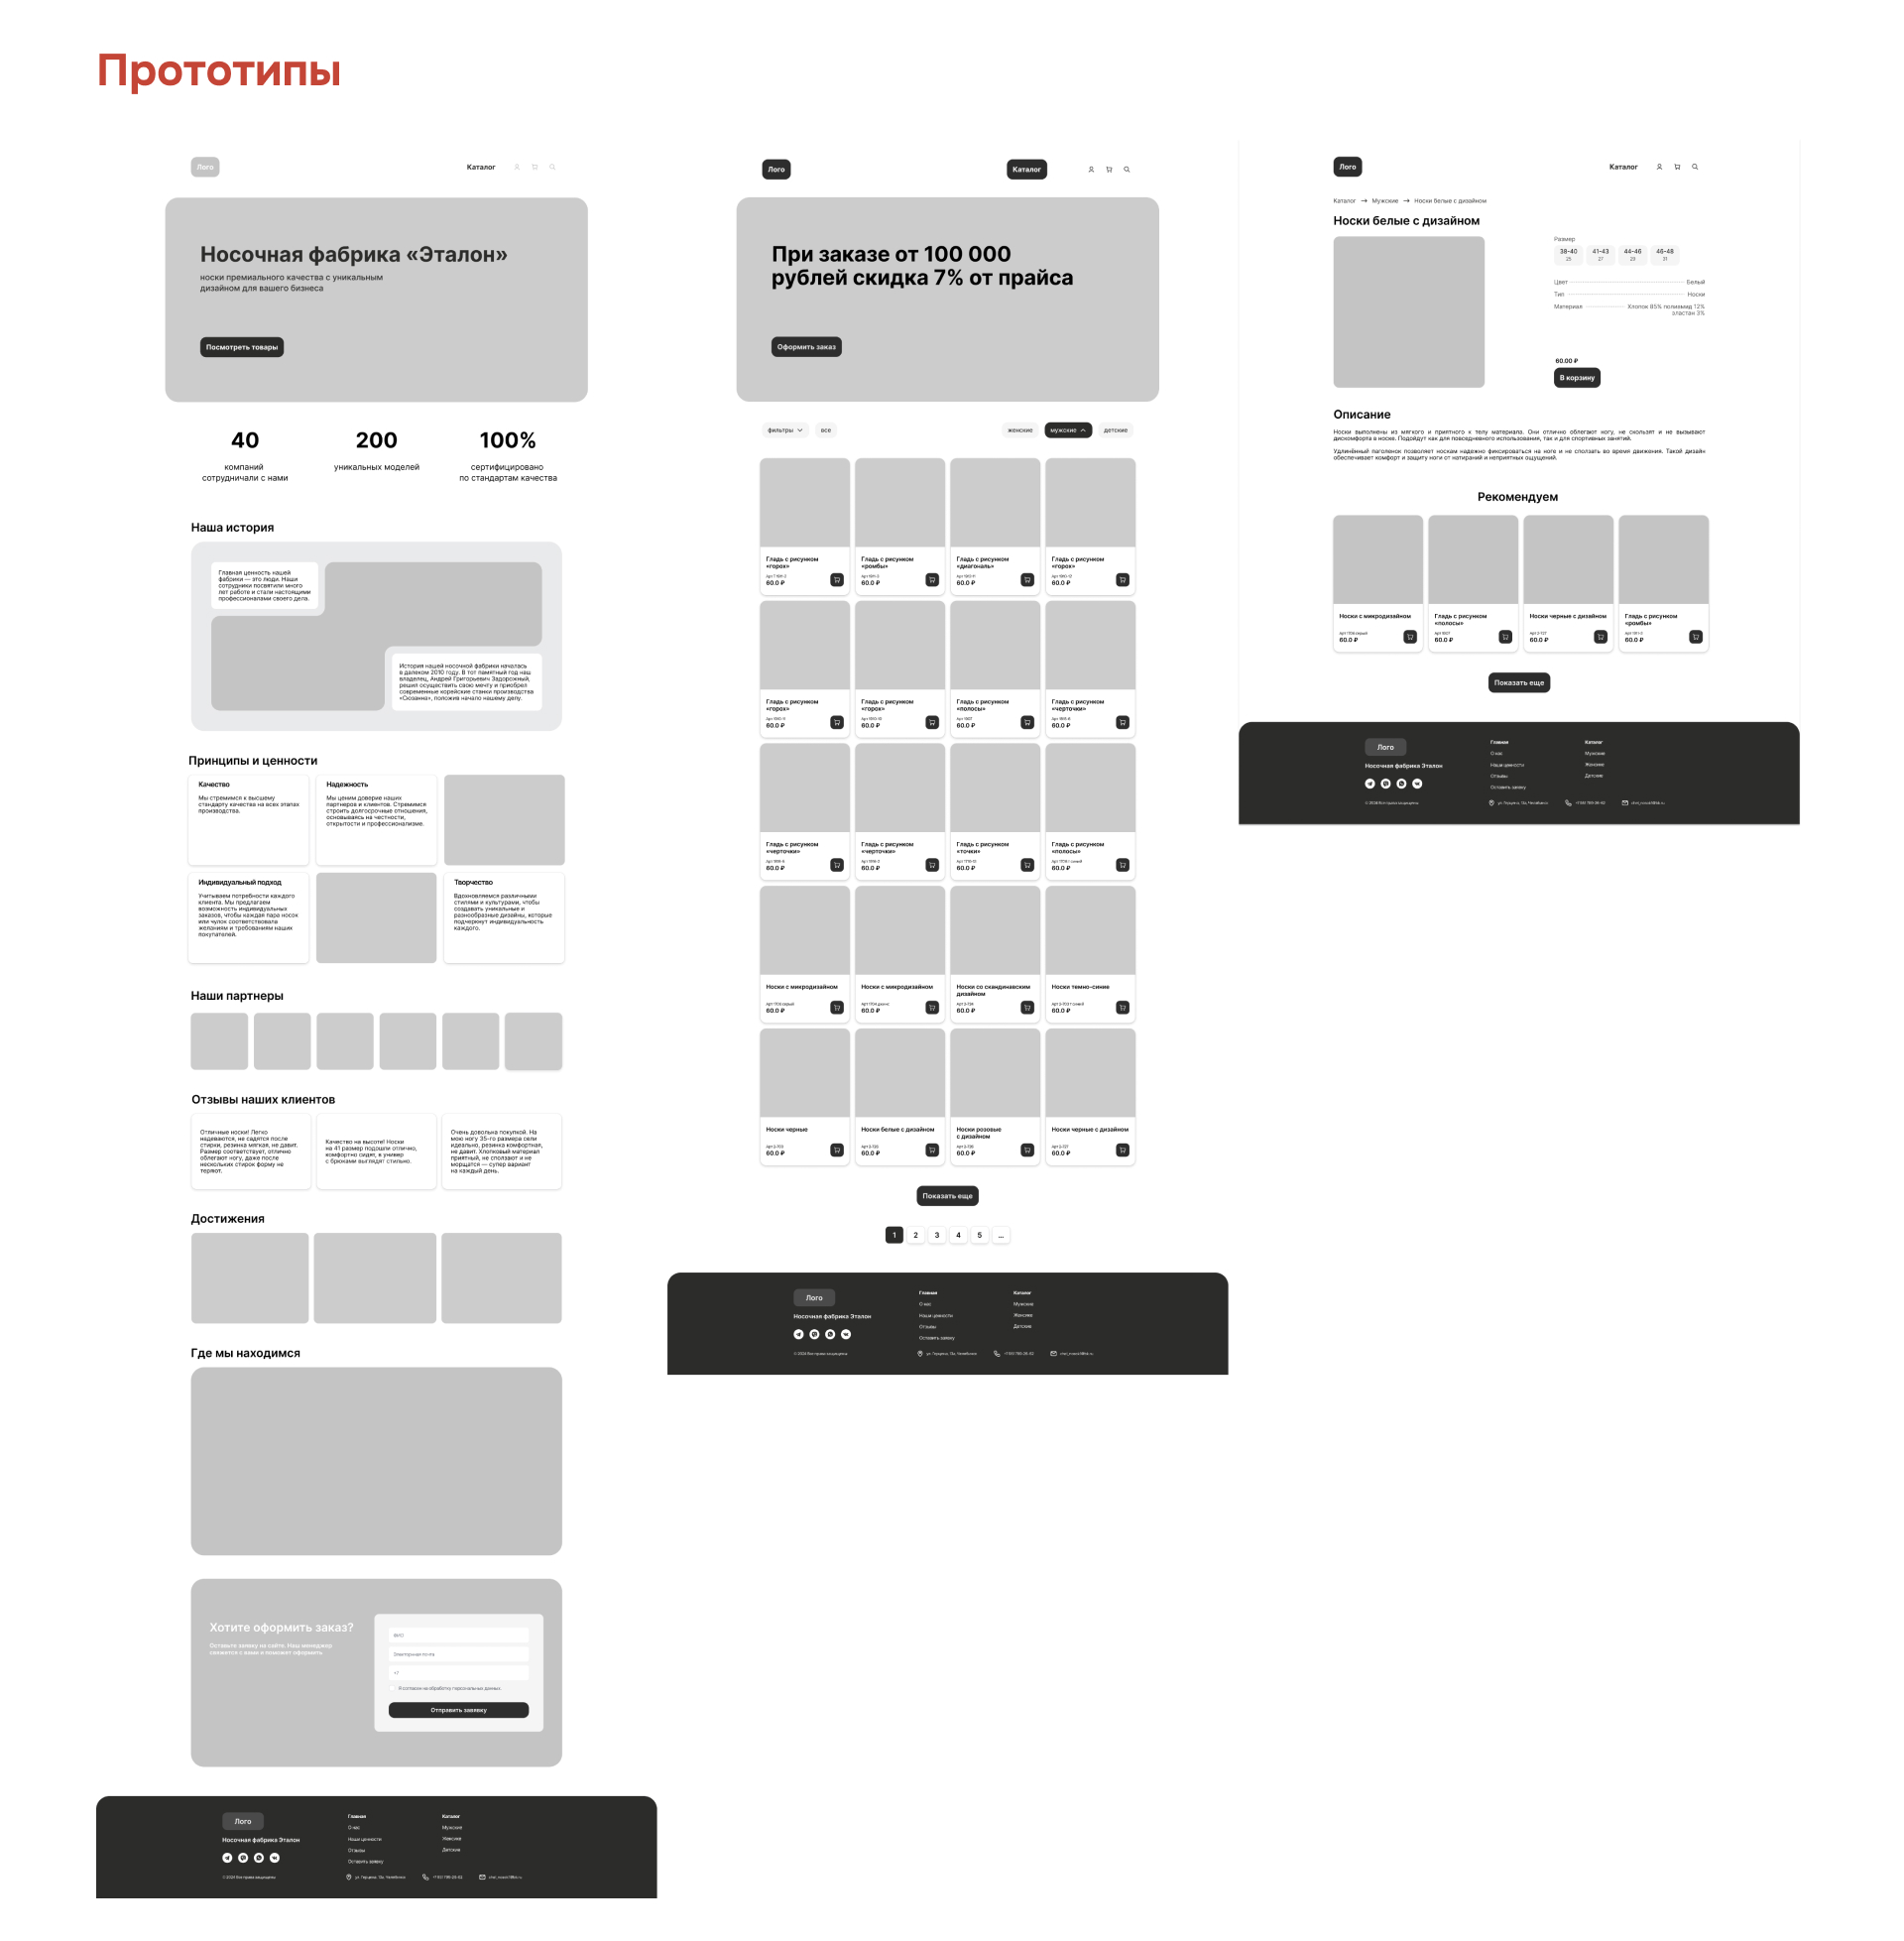 Прототипы
Лого
Каталог
Носочная фабрика «Эталон»
носки премиального качества с уникальным
дизайном для вашего бизнеса
Посмотреть товары
40
компаний
сотрудничали с нами
200
уникальных моделей
100%
сертифицировано
по стандартам качества
Наша история
Главная ценность нашей
фабрики — это люди. Наши
сотрудники посвятили много
лет работе и стали настоящими
профессионалами своего дела.
История нашей носочной фабрики началась
в далеком 2010 году. В тот памятный год наш
владелец, Андрей Григорьевич Задорожный,
решил осуществить свою мечту и приобрел
современные корейские станки производства
«Сюзанна», положив начало нашему делу.
Принципы и ценности
Качество
Мы стремимся к высшему
стандарту качества на всех этапах
производства.
Надежность
Мы ценим доверие наших
партнеров и клиентов. Стремимся
строить долгосрочные отношения,
основываясь на честности,
открытости и профессионализме.
Индивидуальный подход
Учитываем потребности каждого
клиента. Мы предлагаем
возможность индивидуальных
заказов, чтобы каждая пара носок
или чулок соответствовала
желаниям и требованиям наших
покупателей.
Творчество
Вдохновляемся различными
стилями и культурами, чтобы
создавать уникальные и
разнообразные дизайны, которые
подчеркнут индивидуальность
каждого.
Наши партнеры
Отзывы наших клиентов
Отличные носки! Легко
надеваются, не садятся после
стирки, резинка мягкая, не давит.
Размер соответствует, отлично
облегают ногу, даже после
нескольких стирок форму не
теряют.
Качество на высоте! Носки
на 41 размер подошли отлично,
комфортно сидят, в универ
с брюками выглядят стильно.
Очень довольна покупкой. На
мою ногу 35-го размера сели
идеально, резинка комфортная,
не давит. Хлопковый материал
приятный, не сползают и не
морщатся — супер вариант
на каждый день.
Достижения
Где мы находимся
Хотите оформить заказ?
Оставьте заявку на сайте. Наш менеджер
свяжется с вами и поможет оформить
ФИО
Электронная почта
+7
Я согласен на обработку персональных данных
Отправить заявку
Лого
Носочная фабрика Эталон
Главная
О нас
Наши ценности
Отзывы
Оставить заявку
Каталог
Мужские
Женские
Детские
© 2024 Все права защищены
ул. Герцена, 13а, Челябинск
Лого
Каталог
При заказе от 100 000
рублей скидка 7% от прайса
Оформить заказ
фильтры
все
женские
мужские
детские
Гладь с рисунком
«горох»
60.0 ₽
Гладь с рисунком
«ромбы»
60.0 ₽
Гладь с рисунком
«диагональ»
60.0 ₽
Гладь с рисунком
«горох»
60.0 ₽
Гладь с рисунком
«горох»
60.0 ₽
Гладь с рисунком
«горох»
60.0 ₽
Гладь с рисунком
«полосы»
60.0 ₽
Гладь с рисунком
«черточки»
60.0 ₽
Гладь с рисунком
«черточки»
60.0 ₽
Гладь с рисунком
«черточки»
60.0 ₽
Гладь с рисунком
«точки»
60.0 ₽
Гладь с рисунком
«полосы»
60.0 ₽
Носки с микродизайном
60.0 ₽
Носки с микродизайном
60.0 ₽
Носки со скандинавским
дизайном
60.0 ₽
Носки темно-синие
60.0 ₽
Носки черные
60.0 ₽
Носки белые с дизайном
60.0 ₽
Носки розовые
с дизайном
60.0 ₽
Носки черные с дизайном
60.0 ₽
Показать еще
1 2 3 4 5 ...
Лого
Носочная фабрика Эталон
Главная
О нас
Наши ценности
Отзывы
Оставить заявку
Каталог
Мужские
Женские
Детские
© 2024 Все права защищены
ул. Герцена, 13а, Челябинск
Лого
Каталог
Каталог → Мужские → Носки белые с дизайном
Носки белые с дизайном
Размер
38-40
25
41-43
27
44-46
29
46-48
31
Цвет Белый
Тип Носки
Материал Хлопок 85% полиамид 12%
эластан 3%
60.00 ₽
В корзину
Описание
Носки выполнены из мягкого и приятного к телу материала. Они отлично облегают ногу, не скользят и не вызывают
дискомфорта в носке. Подойдут как для повседневного использования, так и для спортивных занятий.
Удлинённый паголенок позволяет носкам надежно фиксироваться на ноге и не сползать во время движения. Такой дизайн
обеспечивает комфорт и защиту ноги от натираний и неприятных ощущений.
Рекомендуем
Носки с микродизайном
60.0 ₽
Гладь с рисунком
«полосы»
60.0 ₽
Носки черные с дизайном
60.0 ₽
Гладь с рисунком
«ромбы»
60.0 ₽
Показать еще
Лого
Носочная фабрика Эталон
Главная
О нас
Наши ценности
Отзывы
Оставить заявку
Каталог
Мужские
Женские
Детские
© 2024 Все права защищены
ул. Герцена, 13а, Челябинск